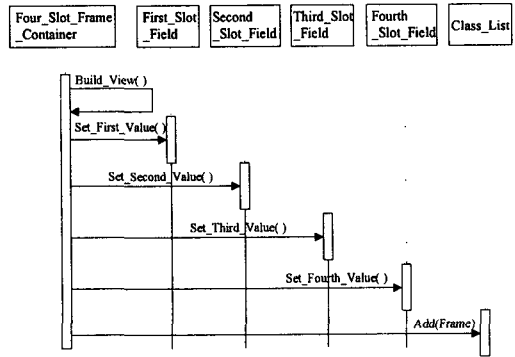 Four_Slot_Frame
_Container
First_Slot
_Field
Second
_Slot_Field
Third_Slot
_Field
Fourth
_Slot_Field
Class_List
Build_View( )
Set_First_Value( )
Set_Second_Value( )
Set_Third_Value( )
Set_Fourth_Value( )
Add(Frame)